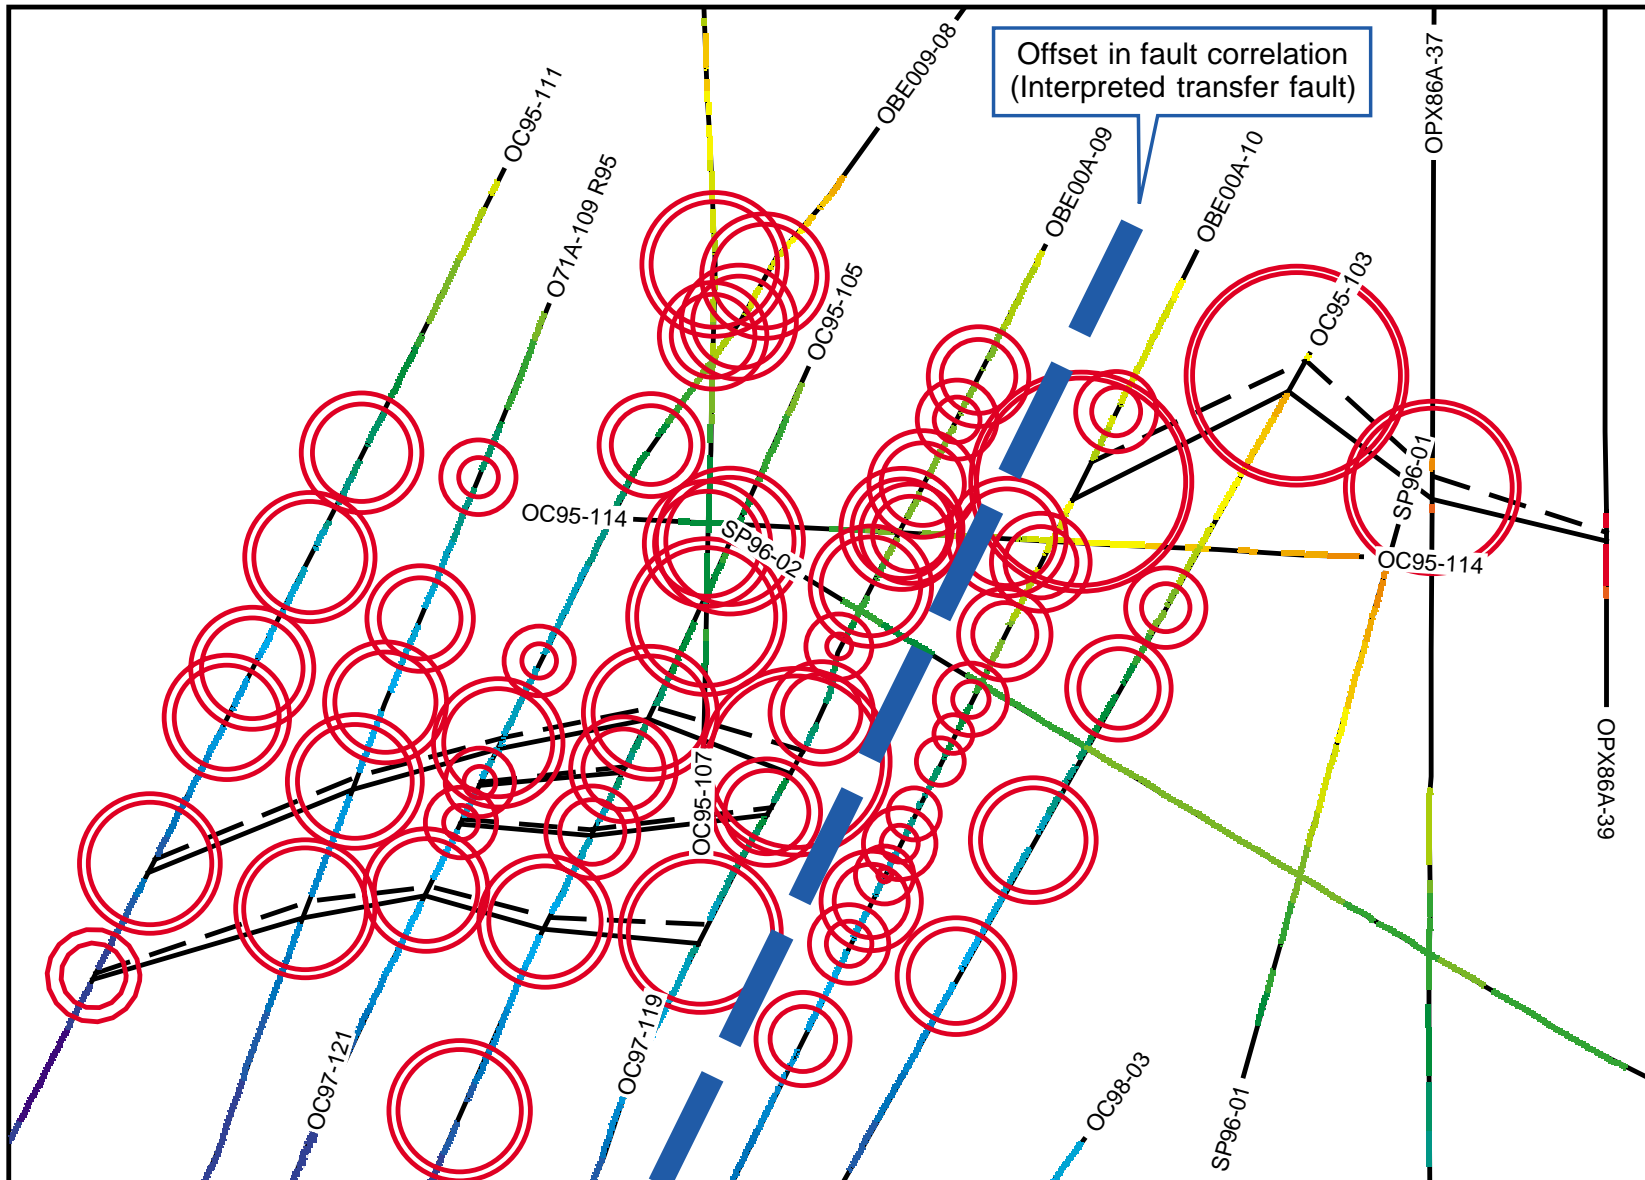 Offset in fault correlation
(Interpreted transfer fault)
OPX86A-37
OBE009-08
OC95-111
OBE00A-09
OBE00A-10
O71A-109 R95
OC95-105
OC95-103
SP96-01
OC95-114
SP96-02
OC95-114
OC95-107
OPX86A-39
OC97-119
OC97-121
OC98-03
SP96-01